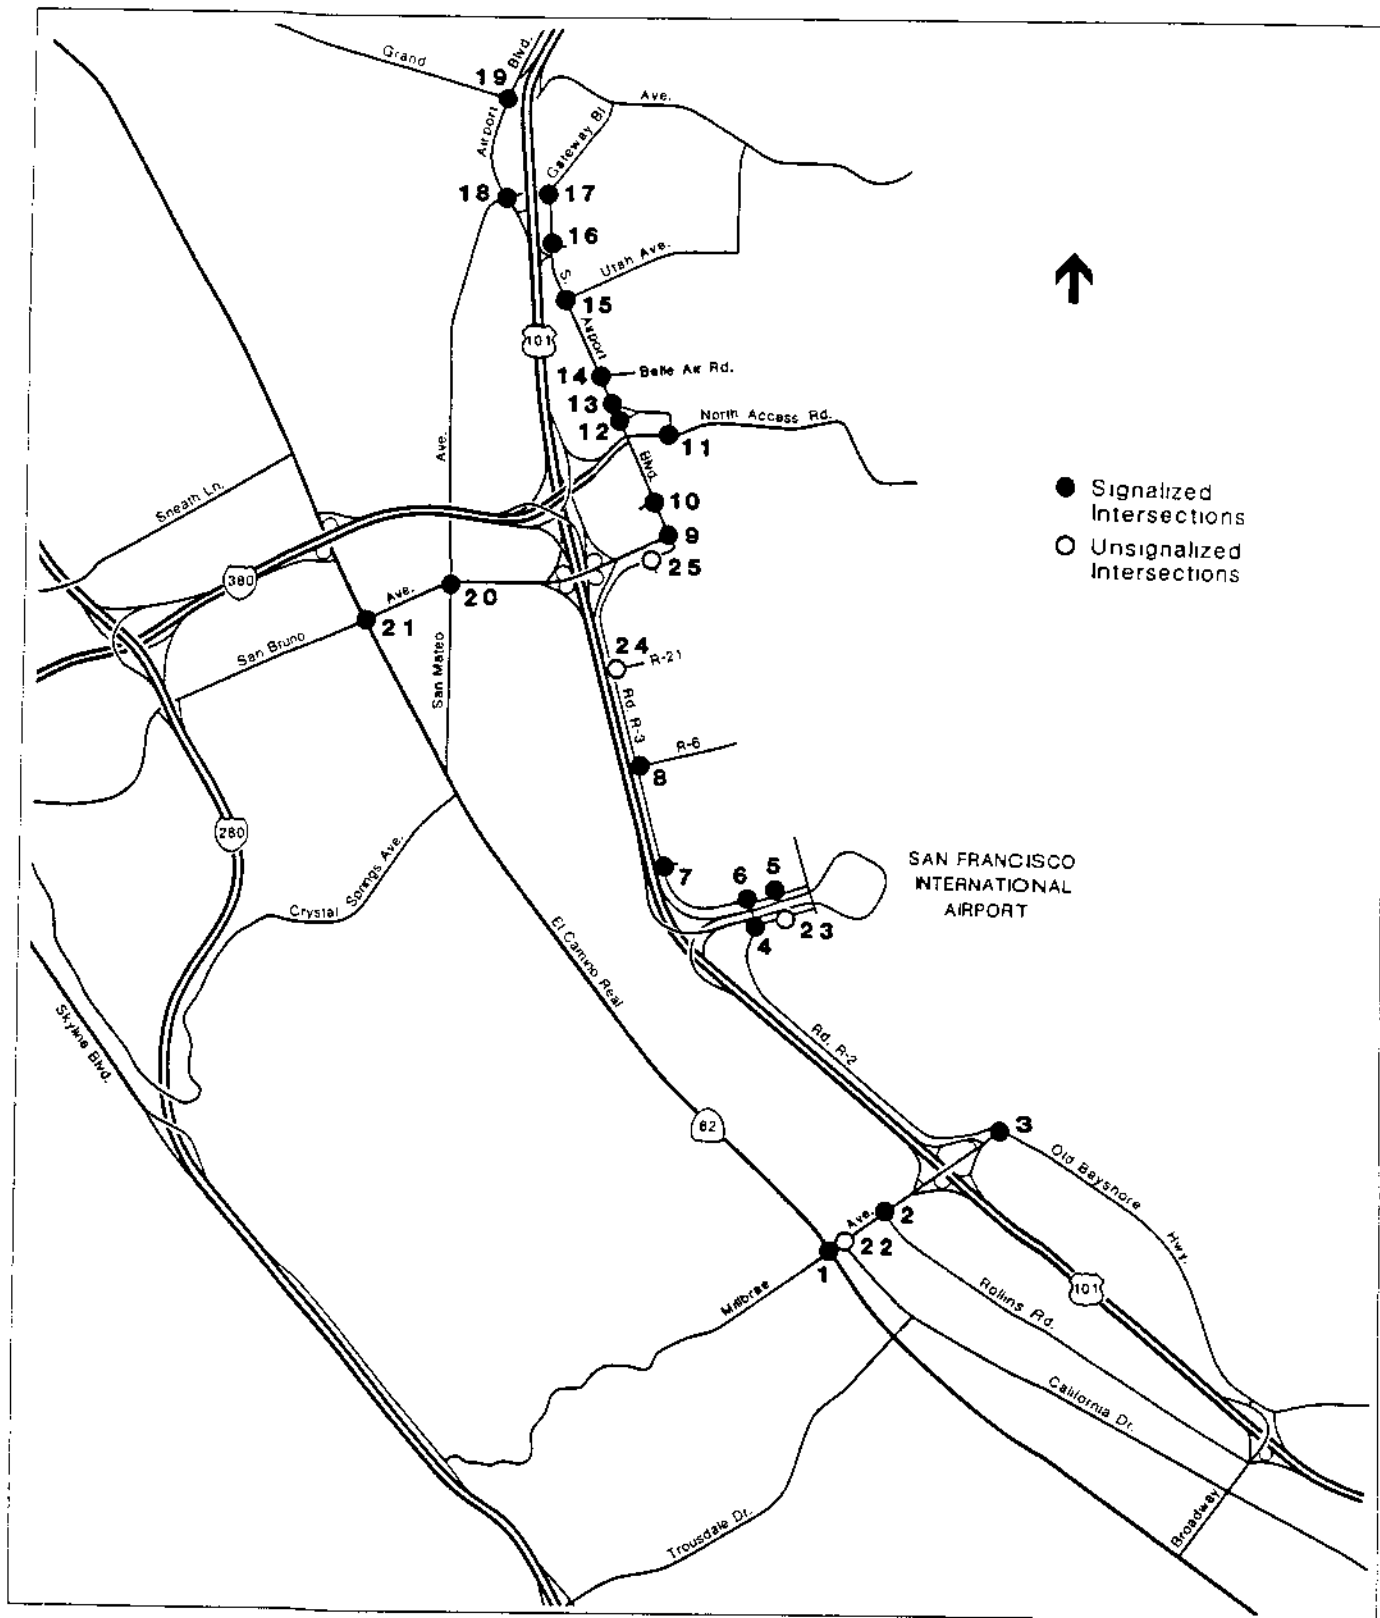 Grand
Blvd.
19
Ave.
Airport
Gateway Bl
18
17
16
Utah Ave.
S.
15
101
Airport
14
Belle Air Rd.
13
12
North Access Rd.
11
Ave.
Blvd.
Sneath Ln.
10
Signalized
Intersections
9
Unsignalized
Intersections
25
380
Ave.
20
21
San Bruno
24
R-21
San Mateo
Rd. R-3
R-6
8
280
Crystal Springs Ave.
7
6
5
SAN FRANCISCO
INTERNATIONAL
AIRPORT
4
23
El Camino Real
Skyline Blvd.
Rd. R-2
82
3
Old Bayshore Hwy.
Ave.
2
22
1
Millbrae
Rollins Rd.
101
California Dr.
Broadway
Trousdale Dr.